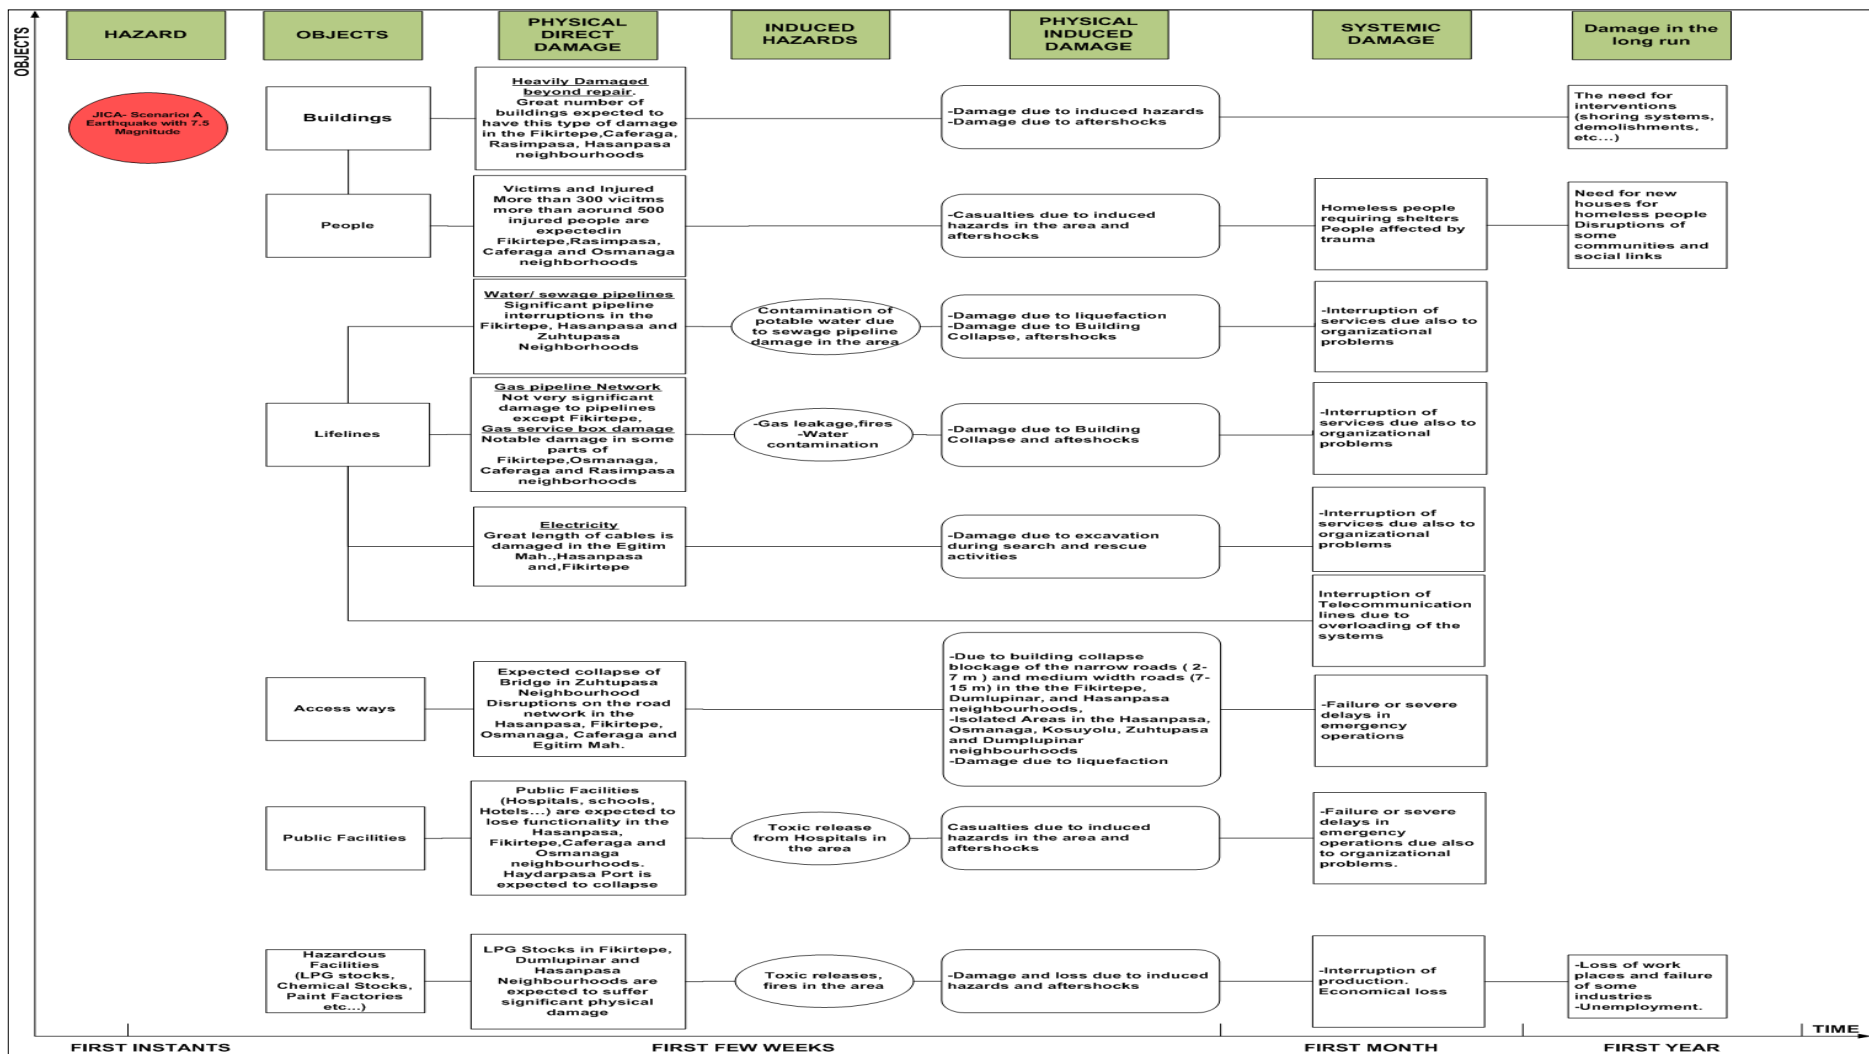 OBJECTS
HAZARD
OBJECTS
PHYSICAL
DIRECT
DAMAGE
INDUCED
HAZARDS
PHYSICAL
INDUCED
DAMAGE
SYSTEMIC
DAMAGE
Damage in the
long run
JICA- Scenarior A
Earthquake with 7.5
Magnitude
Buildings
Heavily Damaged
beyond repair.
Great number of
buildings expected to
have this type of damage
in the Fikirtepe,Caferaga,
Rasimpasa, Hasanpasa
neighbourhoods
-Damage due to induced hazards
-Damage due to aftershocks
The need for
interventions
(shoring systems,
demolishments,
etc...)
People
Victims and Injured
More than 300 vicitms
more than aorund 500
injured people are
expectedin
Fikirtepe,Rasimpasa,
Caferaga and Osmanaga
neighborhoods
-Casualties due to induced
hazards in the area and
aftershocks
Homeless people
requiring shelters
People affected by
trauma
Need for new
houses for
homeless people
Disruptions of
some
communities and
social links
Lifelines
Water/ sewage pipelines
Significant pipeline
interruptions in the
Fikirtepe, Hasanpasa and
Zuhtupasa
Neighborhoods
Contamination of
potable water due
to sewage pipeline
damage in the area
-Damage due to liquefaction
-Damage due to Building
Collapse, aftershocks
-Interruption of
services due also to
organizational
problems
Gas pipeline Network
Not very significant
damage to pipelines
except Fikirtepe,
Gas service box damage
Notable damage in some
parts of
Fikirtepe,Osmanaga,
Caferaga and Rasimpasa
neighborhoods
-Gas leakage,fires
-Water
contamination
-Damage due to Building
Collapse and afteshocks
-Interruption of
services due also to
organizational
problems
Electricity
Great length of cables is
damaged in the Egitim
Mah.,Hasanpasa
and,Fikirtepe
-Damage due to excavation
during search and rescue
activities
-Interruption of
services due also to
organizational
problems
Interruption of
Telecommunication
lines due to
overloading of the
systems
Access ways
Expected collapse of
Bridge in Zuhtupasa
Neighbourhood
Disruptions on the road
network in the
Hasanpasa, Fikirtepe,
Osmanaga, Caferaga and
Egitim Mah.
-Due to building collapse
blockage of the narrow roads ( 2-
7 m ) and medium width roads (7-
15 m) in the the Fikirtepe,
Dumlupinar, and Hasanpasa
neighbourhoods,
-Isolated Areas in the Hasanpasa,
Osmanaga, Kosuyolu, Zuhtupasa
and Dumplupinar
neighbourhoods
-Damage due to liquefaction
-Failure or severe
delays in
emergency
operations
Public Facilities
Public Facilities
(Hospitals, schools,
Hotels...) are expected to
lose functionality in the
Hasanpasa,
Fikirtepe,Caferaga and
Osmanaga
neighbourhoods.
Haydarpasa Port is
expected to collapse
Toxic release
from Hospitals in
the area
Casualties due to induced
hazards in the area and
aftershocks
-Failure or severe
delays in
emergency
operations due also
to organizational
problems.
Hazardous
Facilities
(LPG stocks,
Chemical Stocks,
Paint Factories
etc...)
LPG Stocks in Fikirtepe,
Dumlupinar and
Hasanpasa
Neighbourhoods are
expected to suffer
significant physical
damage
Toxic releases,
fires in the area
-Damage and loss due to induced
hazards and aftershocks
-Interruption of
production.
Economical loss
-Loss of work
places and failure
of some
industries
-Unemployment.
TIME
FIRST INSTANTS
FIRST FEW WEEKS
FIRST MONTH
FIRST YEAR